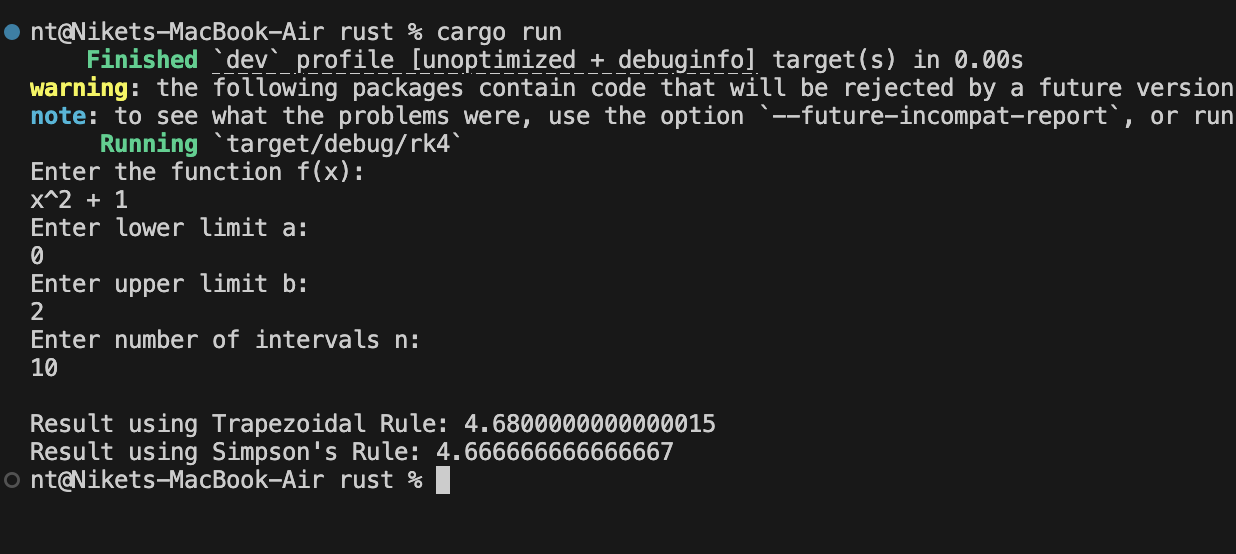 nt@Nikets-MacBook-Air rust % cargo run
Finished `dev` profile [unoptimized + debuginfo] target(s) in 0.00s
warning: the following packages contain code that will be rejected by a future version
note: to see what the problems were, use the option `--future-incompat-report`, or run
Running `target/debug/rk4`
Enter the function f(x):
x^2 + 1
Enter lower limit a:
0
Enter upper limit b:
2
Enter number of intervals n:
10
Result using Trapezoidal Rule: 4.6800000000000015
Result using Simpson's Rule: 4.666666666666667
nt@Nikets-MacBook-Air rust %